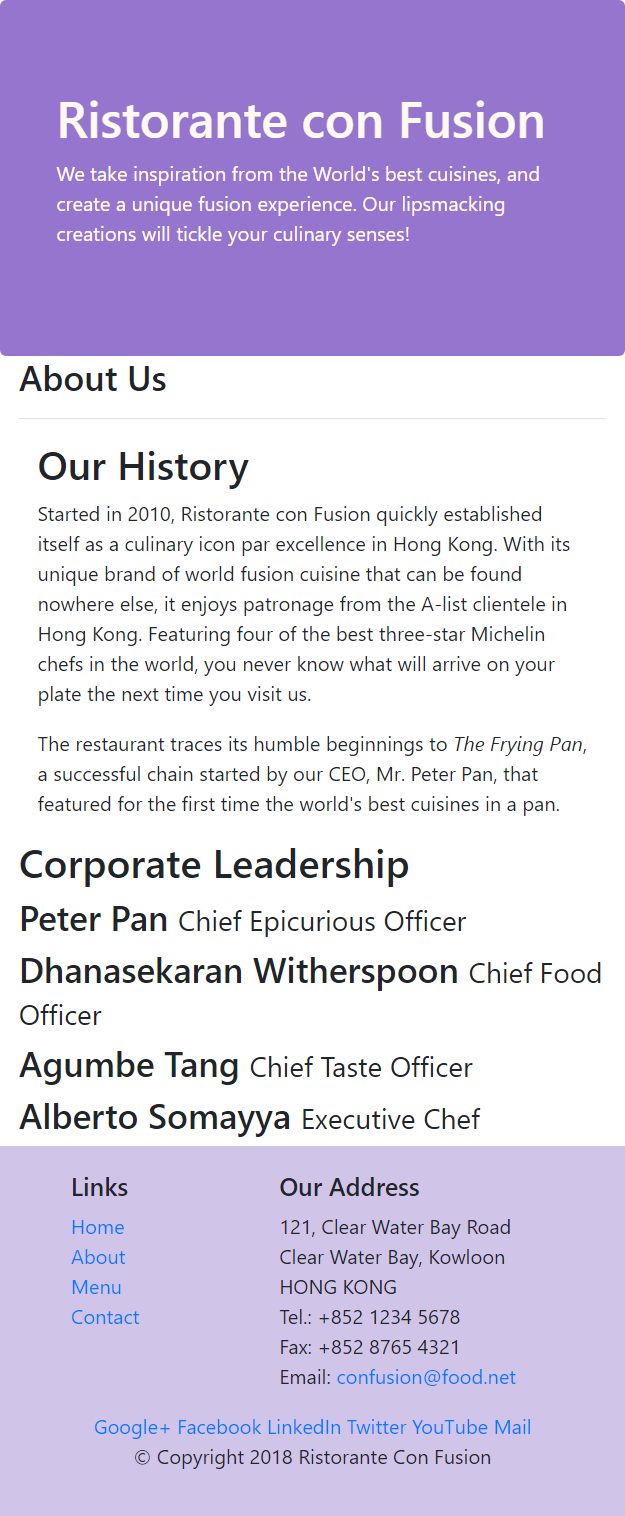 Ristorante con Fusion
We take inspiration from the World's best cuisines, and
create a unique fusion experience. Our lipsmacking
creations will tickle your culinary senses!
About Us
Our History
Started in 2010, Ristorante con Fusion quickly established
itself as a culinary icon par excellence in Hong Kong. With its
unique brand of world fusion cuisine that can be found
nowhere else, it enjoys patronage from the A-list clientele in
Hong Kong. Featuring four of the best three-star Michelin
chefs in the world, you never know what will arrive on your
plate the next time you visit us.
The restaurant traces its humble beginnings to The Frying Pan,
a successful chain started by our CEO, Mr. Peter Pan, that
featured for the first time the world's best cuisines in a pan.
Corporate Leadership
Peter Pan Chief Epicurious Officer
Dhanasekaran Witherspoon Chief Food
Officer
Agumbe Tang Chief Taste Officer
Alberto Somayya Executive Chef
Links
Home
About
Menu
Contact
Our Address
121, Clear Water Bay Road
Clear Water Bay, Kowloon
HONG KONG
Tel.: +852 1234 5678
Fax: +852 8765 4321
Email: confusion@food.net
Google+ Facebook LinkedIn Twitter YouTube Mail
© Copyright 2018 Ristorante Con Fusion